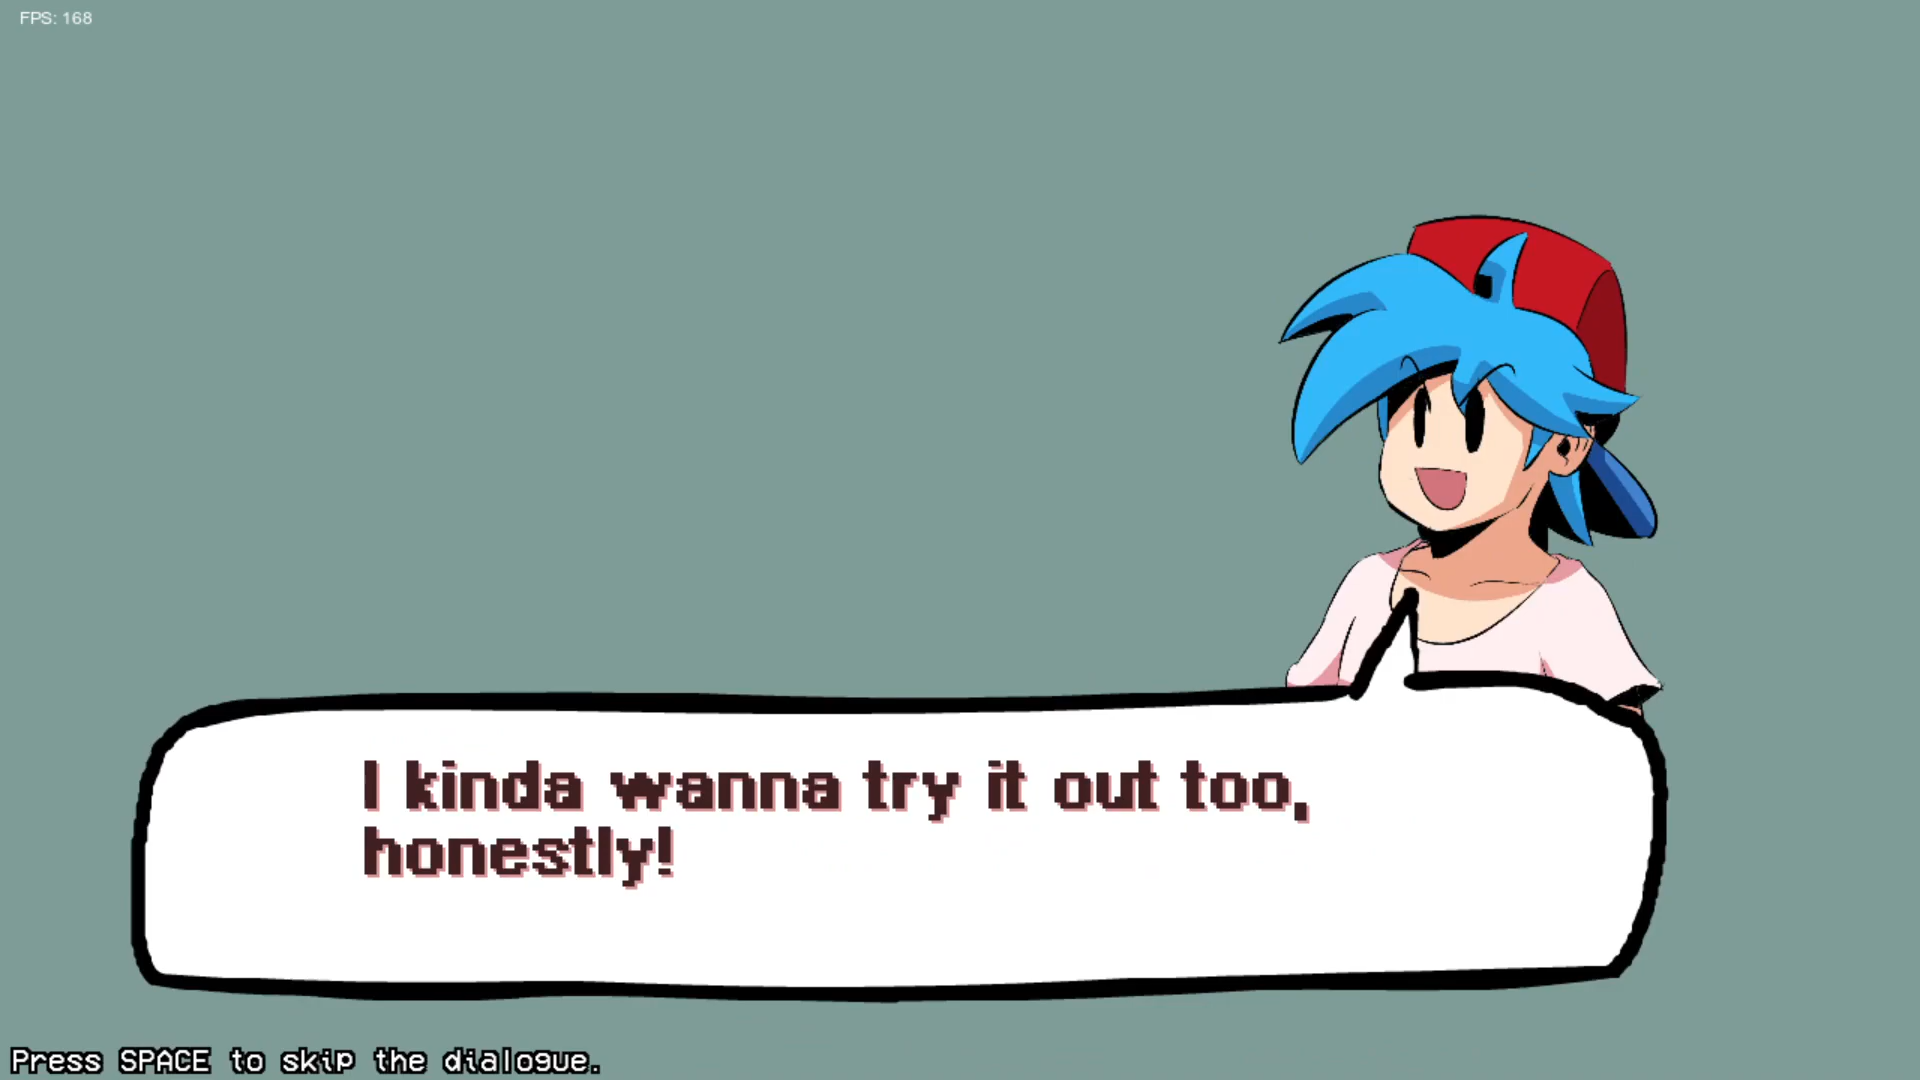 FPS: 168
I kinda wanna try it out too,
honestly!
Press SPACE to skip the dialogue.